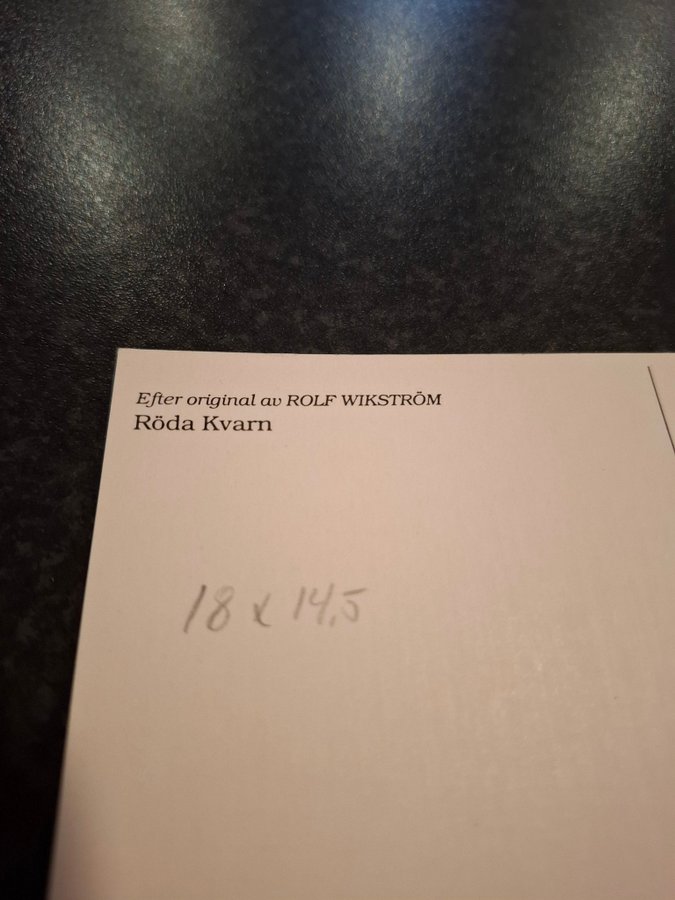 Efter original av ROLF WIKSTRÖM
Röda Kvarn
18 x 14,5